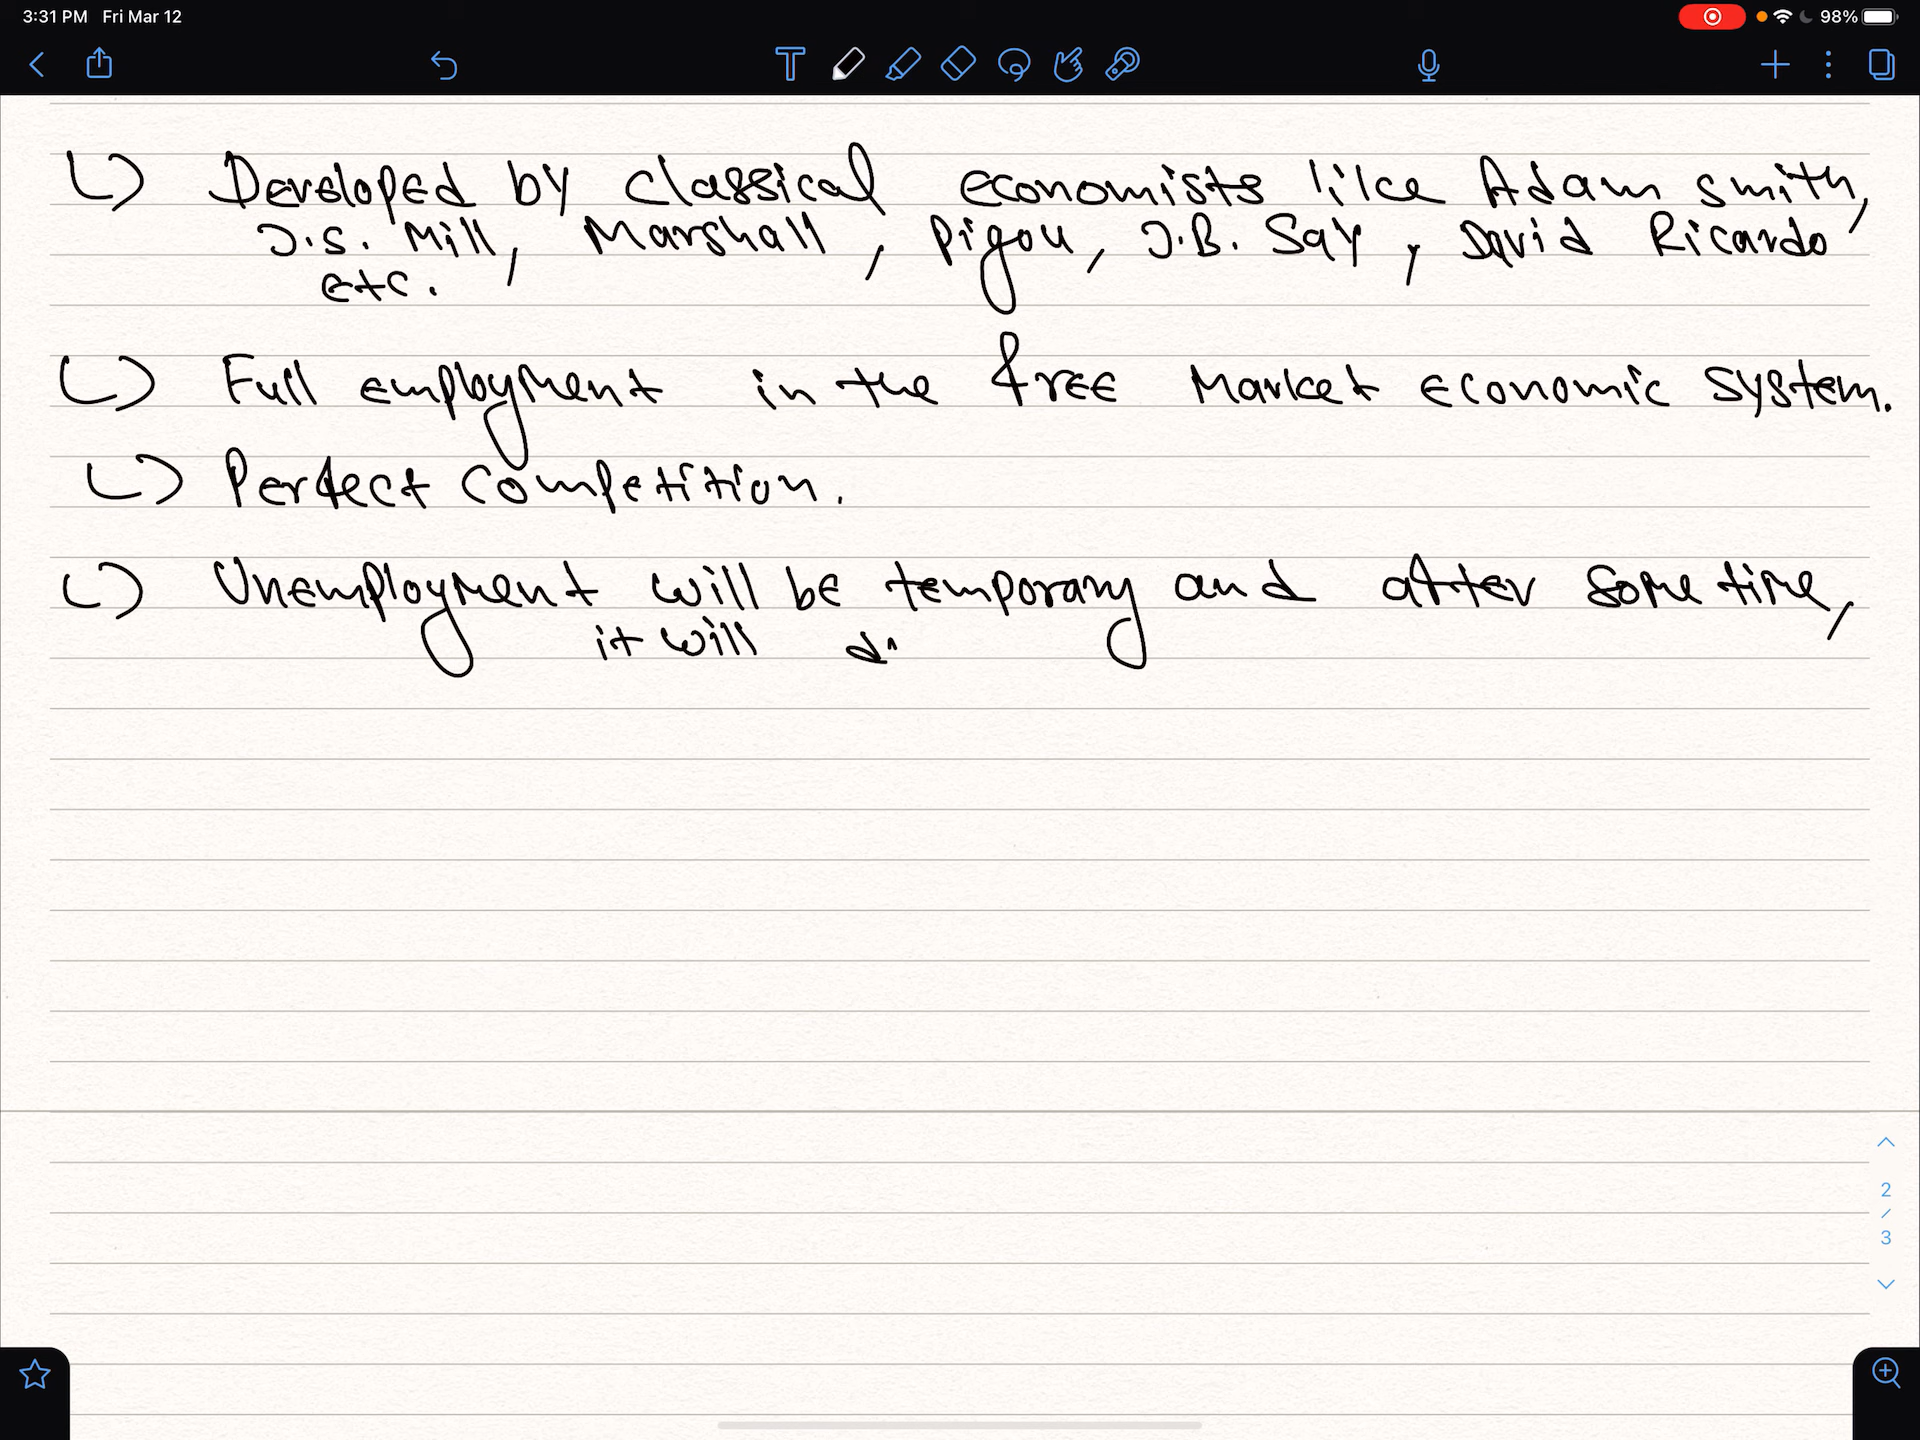 3:31 PM Fri Mar 12
98%
Developed by classical economists like Adam smith,
J.S. Mill, Marshall, Pigou, J.B. Say, David Ricardo
etc.
Full employment in the free Market economic system.
Perfect competition.
Unemployment will be temporary and after some time,
it will di
2
/
3